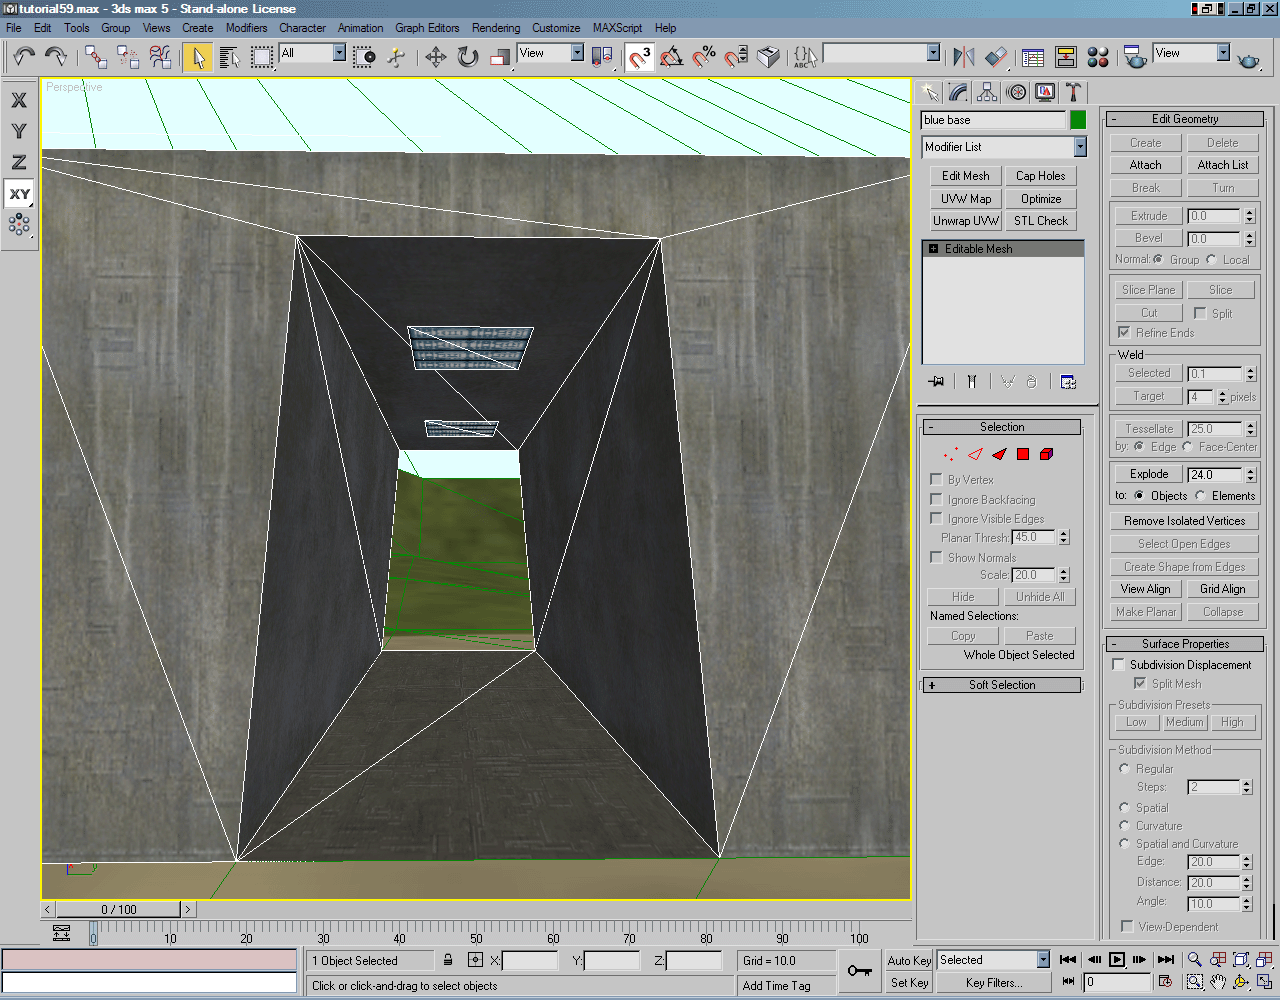 tutorial59.max - 3ds max 5 - Stand-alone License
File Edit Tools Group Views Create Modifiers Character Animation Graph Editors Rendering Customize MAXScript Help
All
View
3
%
ABC
View
X
Y
Z
XY
Perspective
blue base
Modifier List
Edit Mesh Cap Holes
UVW Map Optimize
Unwrap UVW STL Check
Editable Mesh
- Selection
By Vertex
Ignore Backfacing
Ignore Visible Edges
Planar Thresh: 45.0
Show Normals
Scale: 20.0
Hide Unhide All
Named Selections:
Copy Paste
Whole Object Selected
+ Soft Selection
- Edit Geometry
Create Delete
Attach Attach List
Break Turn
Extrude 0.0
Bevel 0.0
Normal: Group Local
Slice Plane Slice
Cut Split
Refine Ends
Weld
Selected 0.1
Target 4 pixels
Tessellate 25.0
by: Edge Face-Center
Explode 24.0
to: Objects Elements
Remove Isolated Vertices
Select Open Edges
Create Shape from Edges
View Align Grid Align
Make Planar Collapse
- Surface Properties
Subdivision Displacement
Split Mesh
Subdivision Presets
Low Medium High
Subdivision Method
Regular
Steps: 2
Spatial
Curvature
Spatial and Curvature
Edge: 20.0
Distance: 20.0
Angle: 10.0
View-Dependent
< 0 / 100 >
0 10 20 30 40 50 60 70 80 90 100
1 Object Selected X: Y: Z: Grid = 10.0
Auto Key Selected
Click or click-and-drag to select objects Add Time Tag
Set Key Key Filters... 0